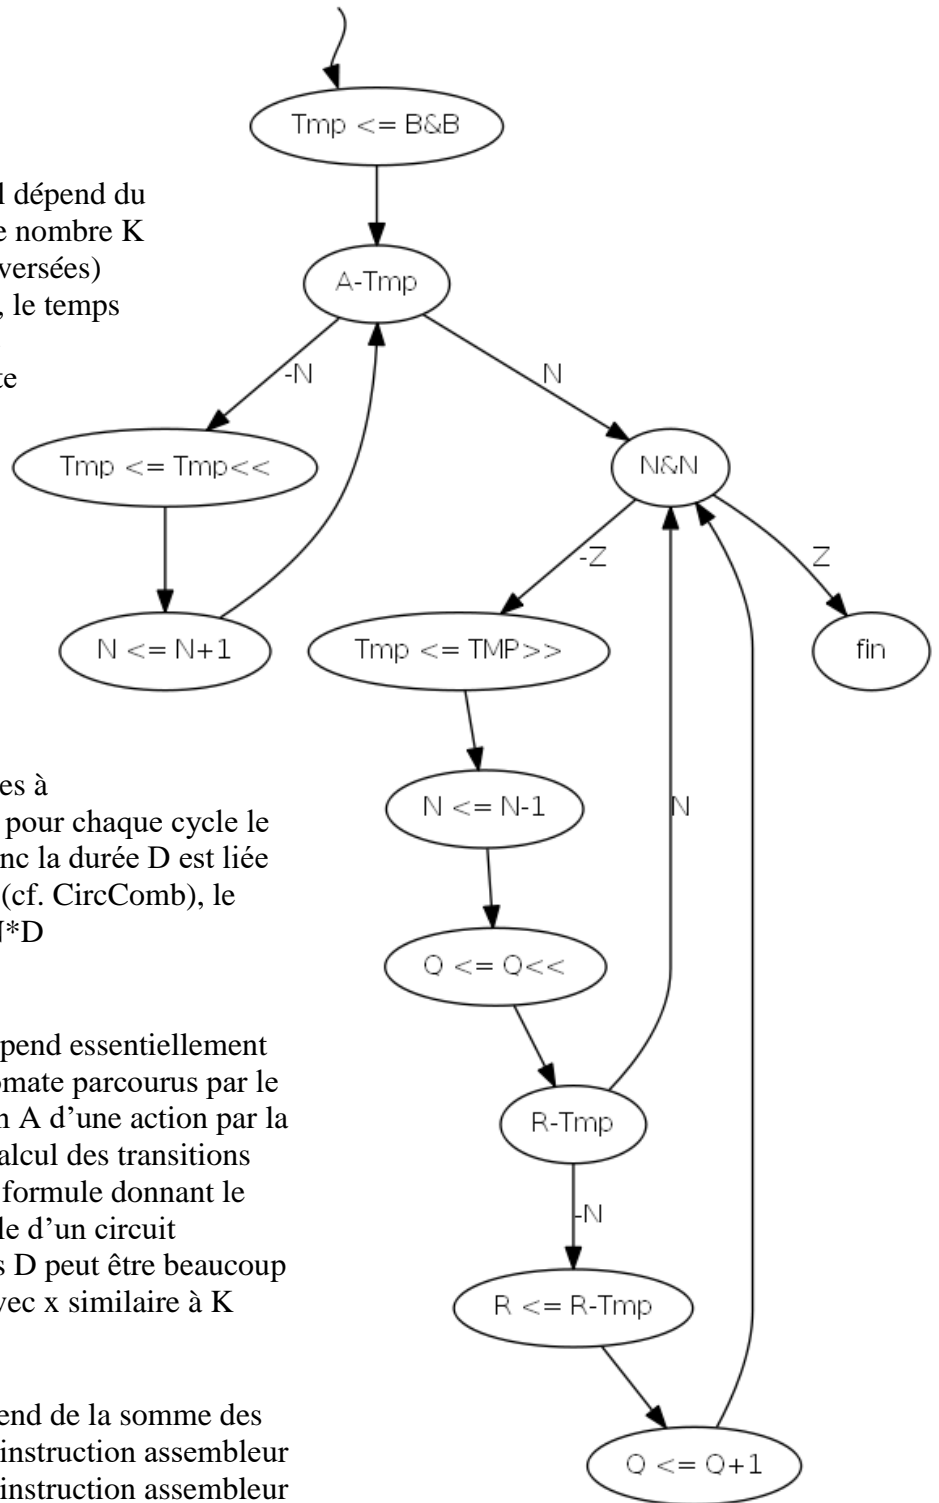 Tmp <= B&B
l dépend du
e nombre K
versées)
A-Tmp
, le temps
-N
N
te
Tmp <= Tmp<<
N&N
-Z
Z
N <= N+1
Tmp <= TMP>>
fin
es à
pour chaque cycle le
N <= N-1
N
nc la durée D est liée
(cf. CircComb), le
N*D
Q <= Q<<
pend essentiellement
omate parcourus par le
n A d’une action par la
R-Tmp
alcul des transitions
formule donnant le
-N
le d’un circuit
s D peut être beaucoup
vec x similaire à K
R <= R-Tmp
end de la somme des
instruction assembleur
Q <= Q+1
instruction assembleur